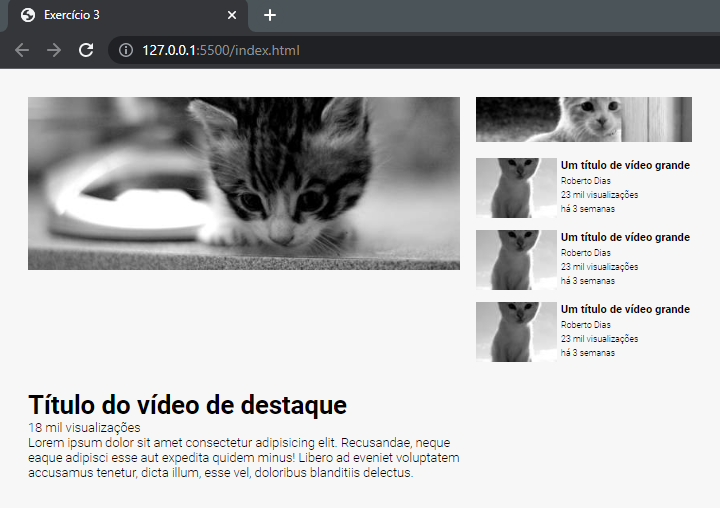 Exercício 3
127.0.0.1:5500/index.html
Um título de vídeo grande
Roberto Dias
23 mil visualizações
há 3 semanas
Um título de vídeo grande
Roberto Dias
23 mil visualizações
há 3 semanas
Um título de vídeo grande
Roberto Dias
23 mil visualizações
há 3 semanas
Título do vídeo de destaque
18 mil visualizações
Lorem ipsum dolor sit amet consectetur adipisicing elit. Recusandae, neque
eaque adipisci esse aut expedita quidem minus! Libero ad eveniet voluptatem
accusamus tenetur, dicta illum, esse vel, doloribus blanditiis delectus.